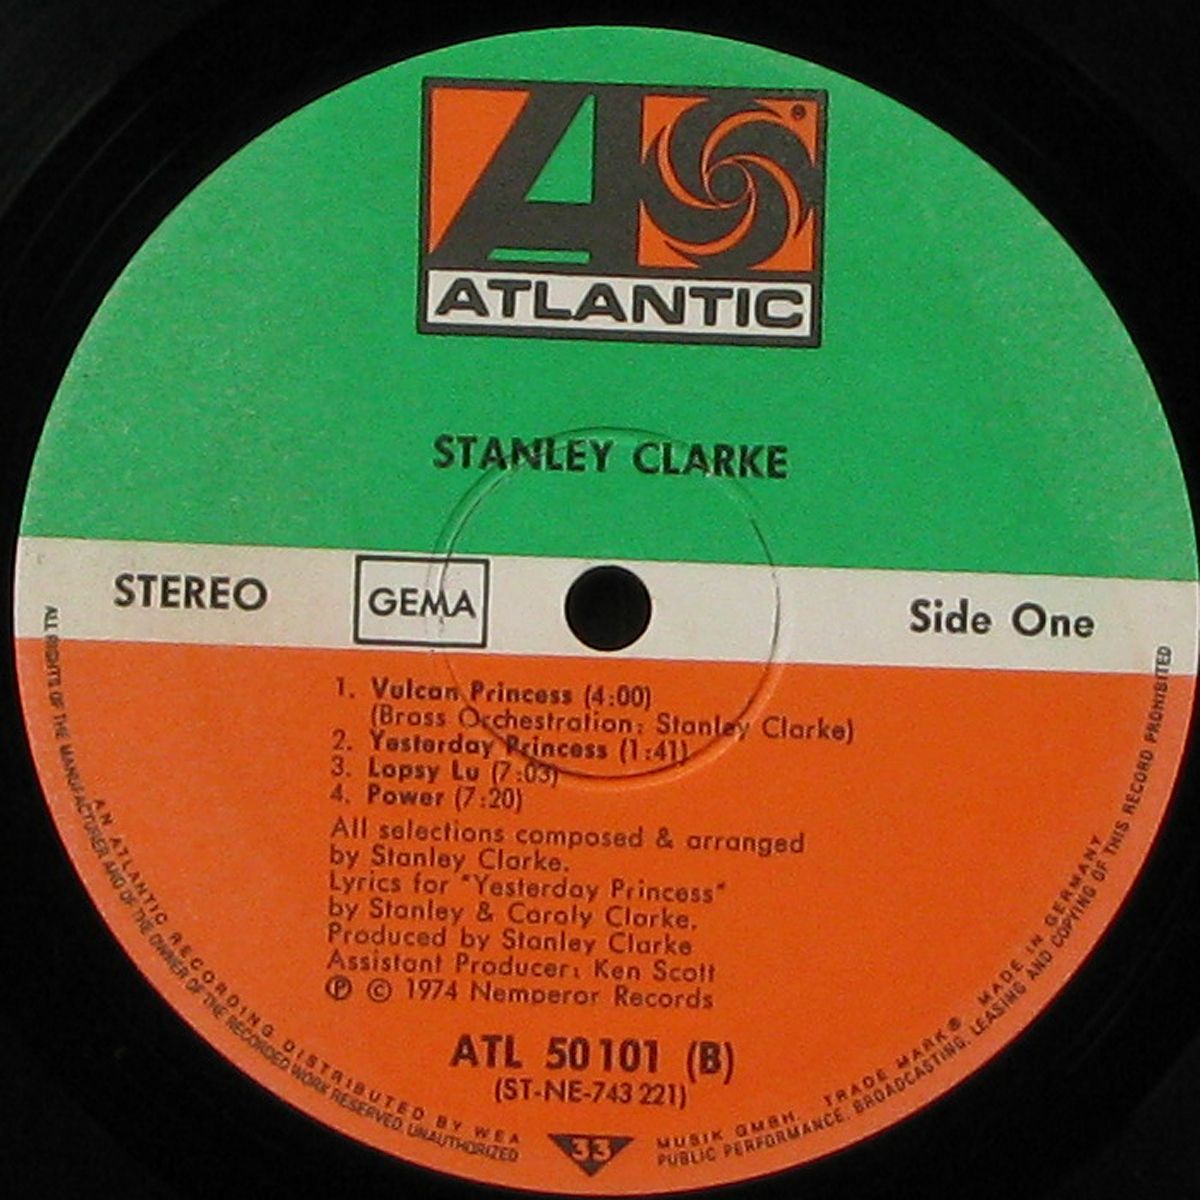 ATLANTIC
®
STANLEY CLARKE
STEREO
GEMA
Side One
1. Vulcan Princess (4:00)
(Brass Orchestration: Stanley Clarke)
2. Yesterday Princess (1:41)
3. Lopsy Lu (7:03)
4. Power (7:20)
All selections composed & arranged
by Stanley Clarke.
Lyrics for "Yesterday Princess"
by Stanley & Caroly Clarke.
Produced by Stanley Clarke
Assistant Producer: Ken Scott
℗ © 1974 Nemperor Records
ATL 50 101 (B)
(ST-NE-743 221)
33
AN ATLANTIC RECORDING DISTRIBUTED BY WEA MUSIK GMBH. TRADE MARK® MADE IN GERMANY
ALL RIGHTS OF THE MANUFACTURER AND OF THE OWNER OF THE RECORDED WORK RESERVED. UNAUTHORIZED PUBLIC PERFORMANCE, BROADCASTING, LEASING AND COPYING OF THIS RECORD PROHIBITED